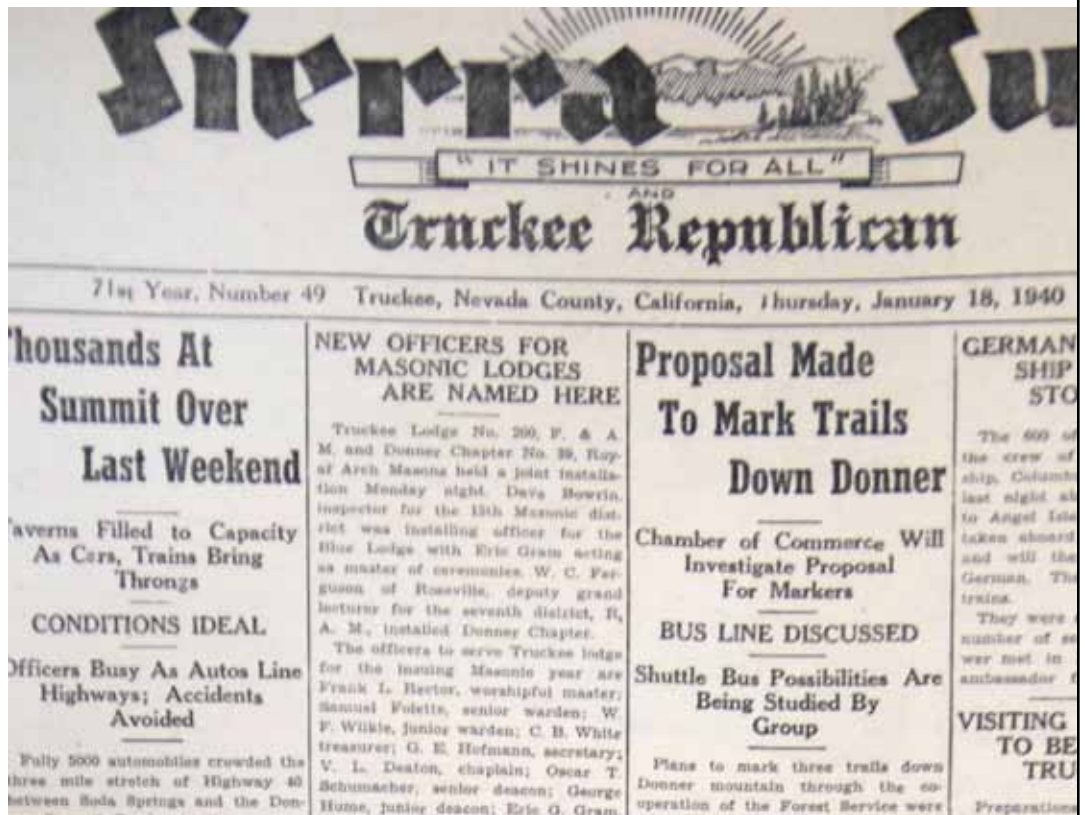 Sierra Su
"IT SHINES FOR ALL"
AND
Truckee Republican
71st Year, Number 49 Truckee, Nevada County, California, Thursday, January 18, 1940
Thousands At
Summit Over
Last Weekend
Taverns Filled to Capacity
As Cars, Trains Bring
Throngs
CONDITIONS IDEAL
Officers Busy As Autos Line
Highways; Accidents
Avoided
Fully 5000 automobiles crowded the
three mile stretch of Highway 40
between Soda Springs and the Don-
NEW OFFICERS FOR
MASONIC LODGES
ARE NAMED HERE
Truckee Lodge No. 200, F. & A.
M. and Donner Chapter No. 39, Roy-
al Arch Masons held a joint installa-
tion Monday night. Dave Bowrin,
inspector for the 15th Masonic dist-
rict was installing officer for the
Blue Lodge with Eric Gram acting
as master of ceremonies. W. C. Fer-
guson of Roseville, deputy grand
lecturer for the seventh district, R.
A. M., installed Donner Chapter.
The officers to serve Truckee lodge
for the insuing Masonic year are
Frank L. Rector, worshipful master;
Samuel Folette, senior warden; W.
F. Wilkie, junior warden; C. B. White
treasurer; G. E. Hofmann, secretary;
V. L. Deaton, chaplain; Oscar T.
Schumacher, senior deacon; George
Hume, junior deacon; Eric G. Gram,
Proposal Made
To Mark Trails
Down Donner
Chamber of Commerce Will
Investigate Proposal
For Markers
BUS LINE DISCUSSED
Shuttle Bus Possibilities Are
Being Studied By
Group
Plans to mark three trails down
Donner mountain through the co-
operation of the Forest Service were
GERMAN
SHIP
STO
The 600 of
the crew of
ship, Columb
last night ab
to Angel Isle
taken aboard
and will the
German. The
trains.
They were
number of se
wer met in
ambassador f
VISITING
TO BE
TRU
Preparations